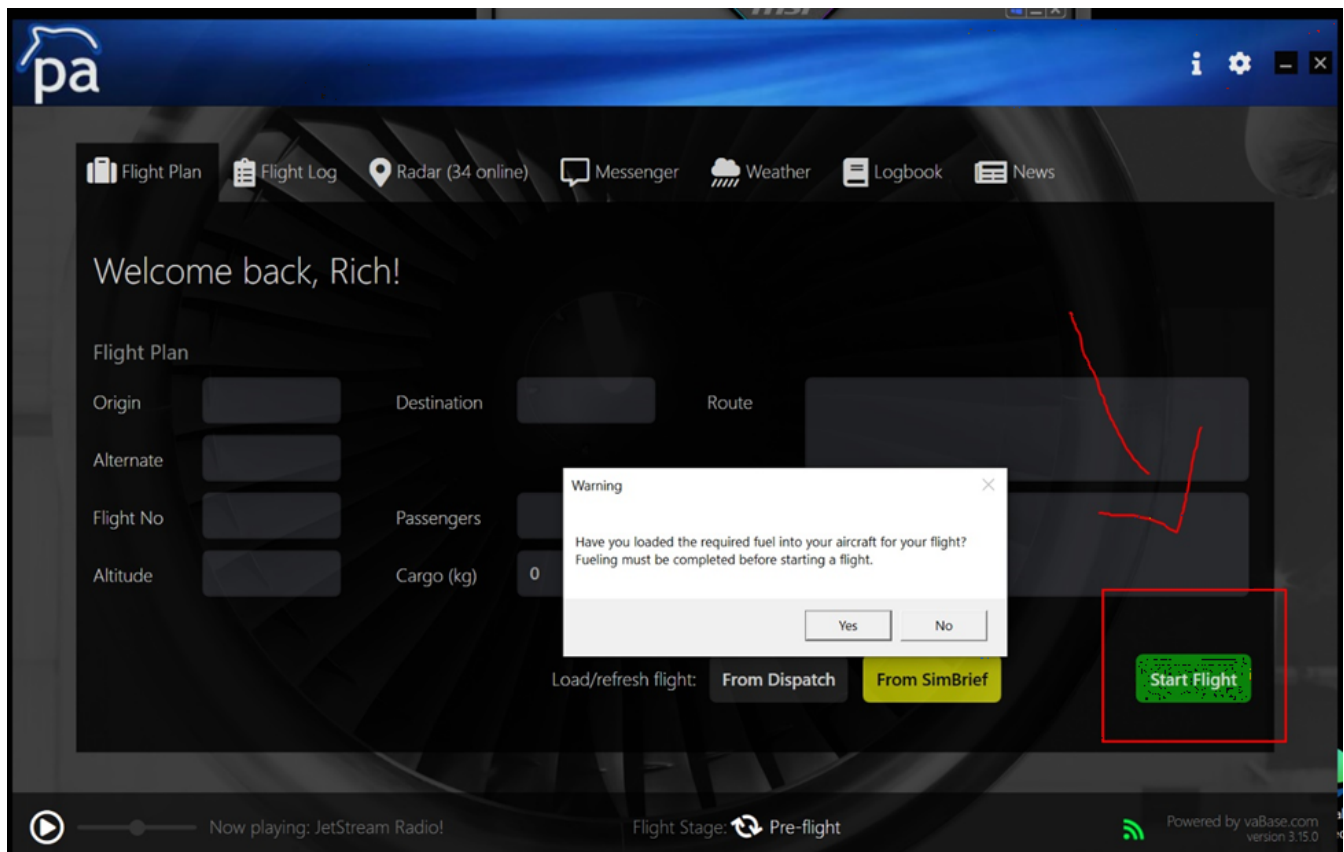 msi
pa
Flight Plan
Flight Log
Radar (34 online)
Messenger
Weather
Logbook
News
Welcome back, Rich!
Flight Plan
Origin
Destination
Route
Alternate
Flight No
Passengers
Altitude
Cargo (kg)
0
Warning
Have you loaded the required fuel into your aircraft for your flight?
Fueling must be completed before starting a flight.
Yes
No
Load/refresh flight:
From Dispatch
From SimBrief
Start Flight
Now playing: JetStream Radio!
Flight Stage:
Pre-flight
Powered by vaBase.com
version 3.15.0